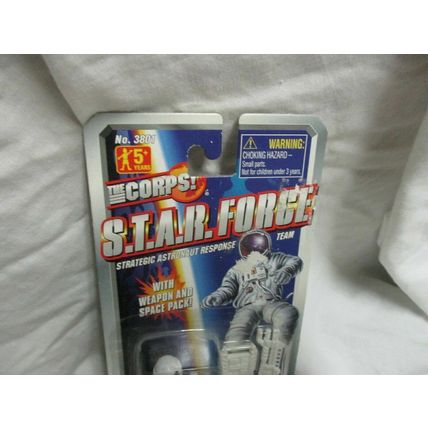 No. 3801
5+
YEARS
WARNING:
CHOKING HAZARD—
Small parts.
Not for children under 3 years.
THE CORPS!
S.T.A.R. FORCE
STRATEGIC ASTRONAUT RESPONSE TEAM
WITH
WEAPON AND
SPACE PACK!